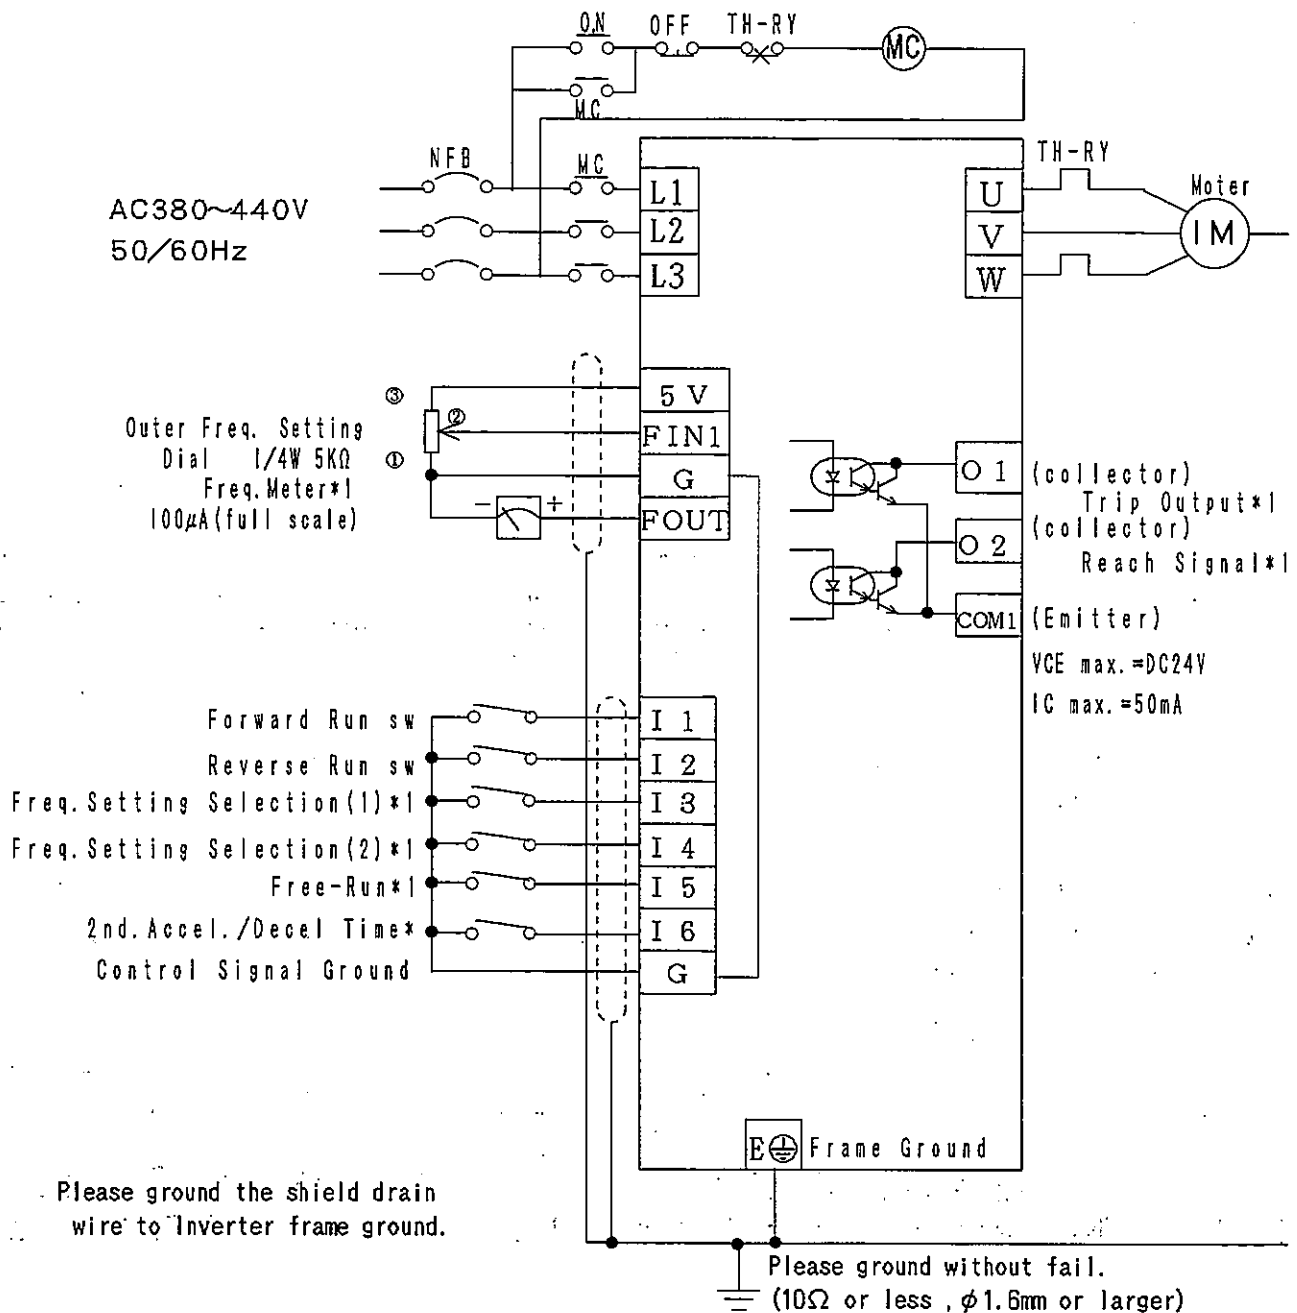 ON OFF TH-RY
MC
MC
NFB
MC
TH-RY
Moter
AC380~440V
50/60Hz
L1
L2
L3
U
V
W
IM
③
②
①
Outer Freq. Setting
Dial 1/4W 5KΩ
Freq.Meter*1
100μA(full scale)
− +
5 V
FIN1
G
FOUT
O 1
(collector)
Trip Output*1
O 2
(collector)
Reach Signal*1
COM1
(Emitter)
VCE max.=DC24V
IC max.=50mA
Forward Run sw
I 1
Reverse Run sw
I 2
Freq.Setting Selection(1)*1
I 3
Freq.Setting Selection(2)*1
I 4
Free-Run*1
I 5
2nd.Accel./Decel Time*
I 6
Control Signal Ground
G
E
Frame Ground
Please ground the shield drain
wire to Inverter frame ground.
Please ground without fail.
(10Ω or less , φ1.6mm or larger)